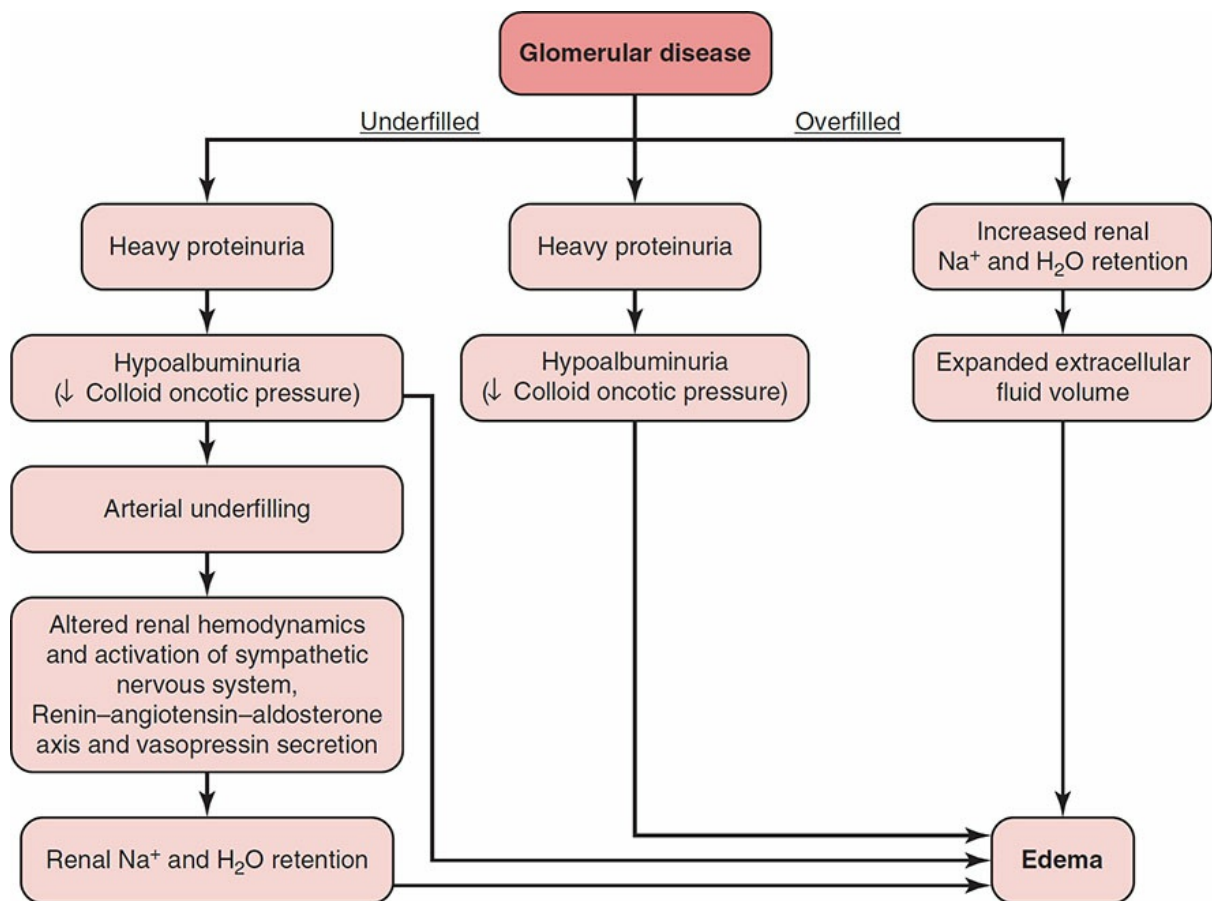 Glomerular disease
Underfilled
Overfilled
Heavy proteinuria
Heavy proteinuria
Increased renal
Na⁺ and H₂O retention
Hypoalbuminuria
(↓ Colloid oncotic pressure)
Hypoalbuminuria
(↓ Colloid oncotic pressure)
Expanded extracellular
fluid volume
Arterial underfilling
Altered renal hemodynamics
and activation of sympathetic
nervous system,
Renin–angiotensin–aldosterone
axis and vasopressin secretion
Renal Na⁺ and H₂O retention
Edema